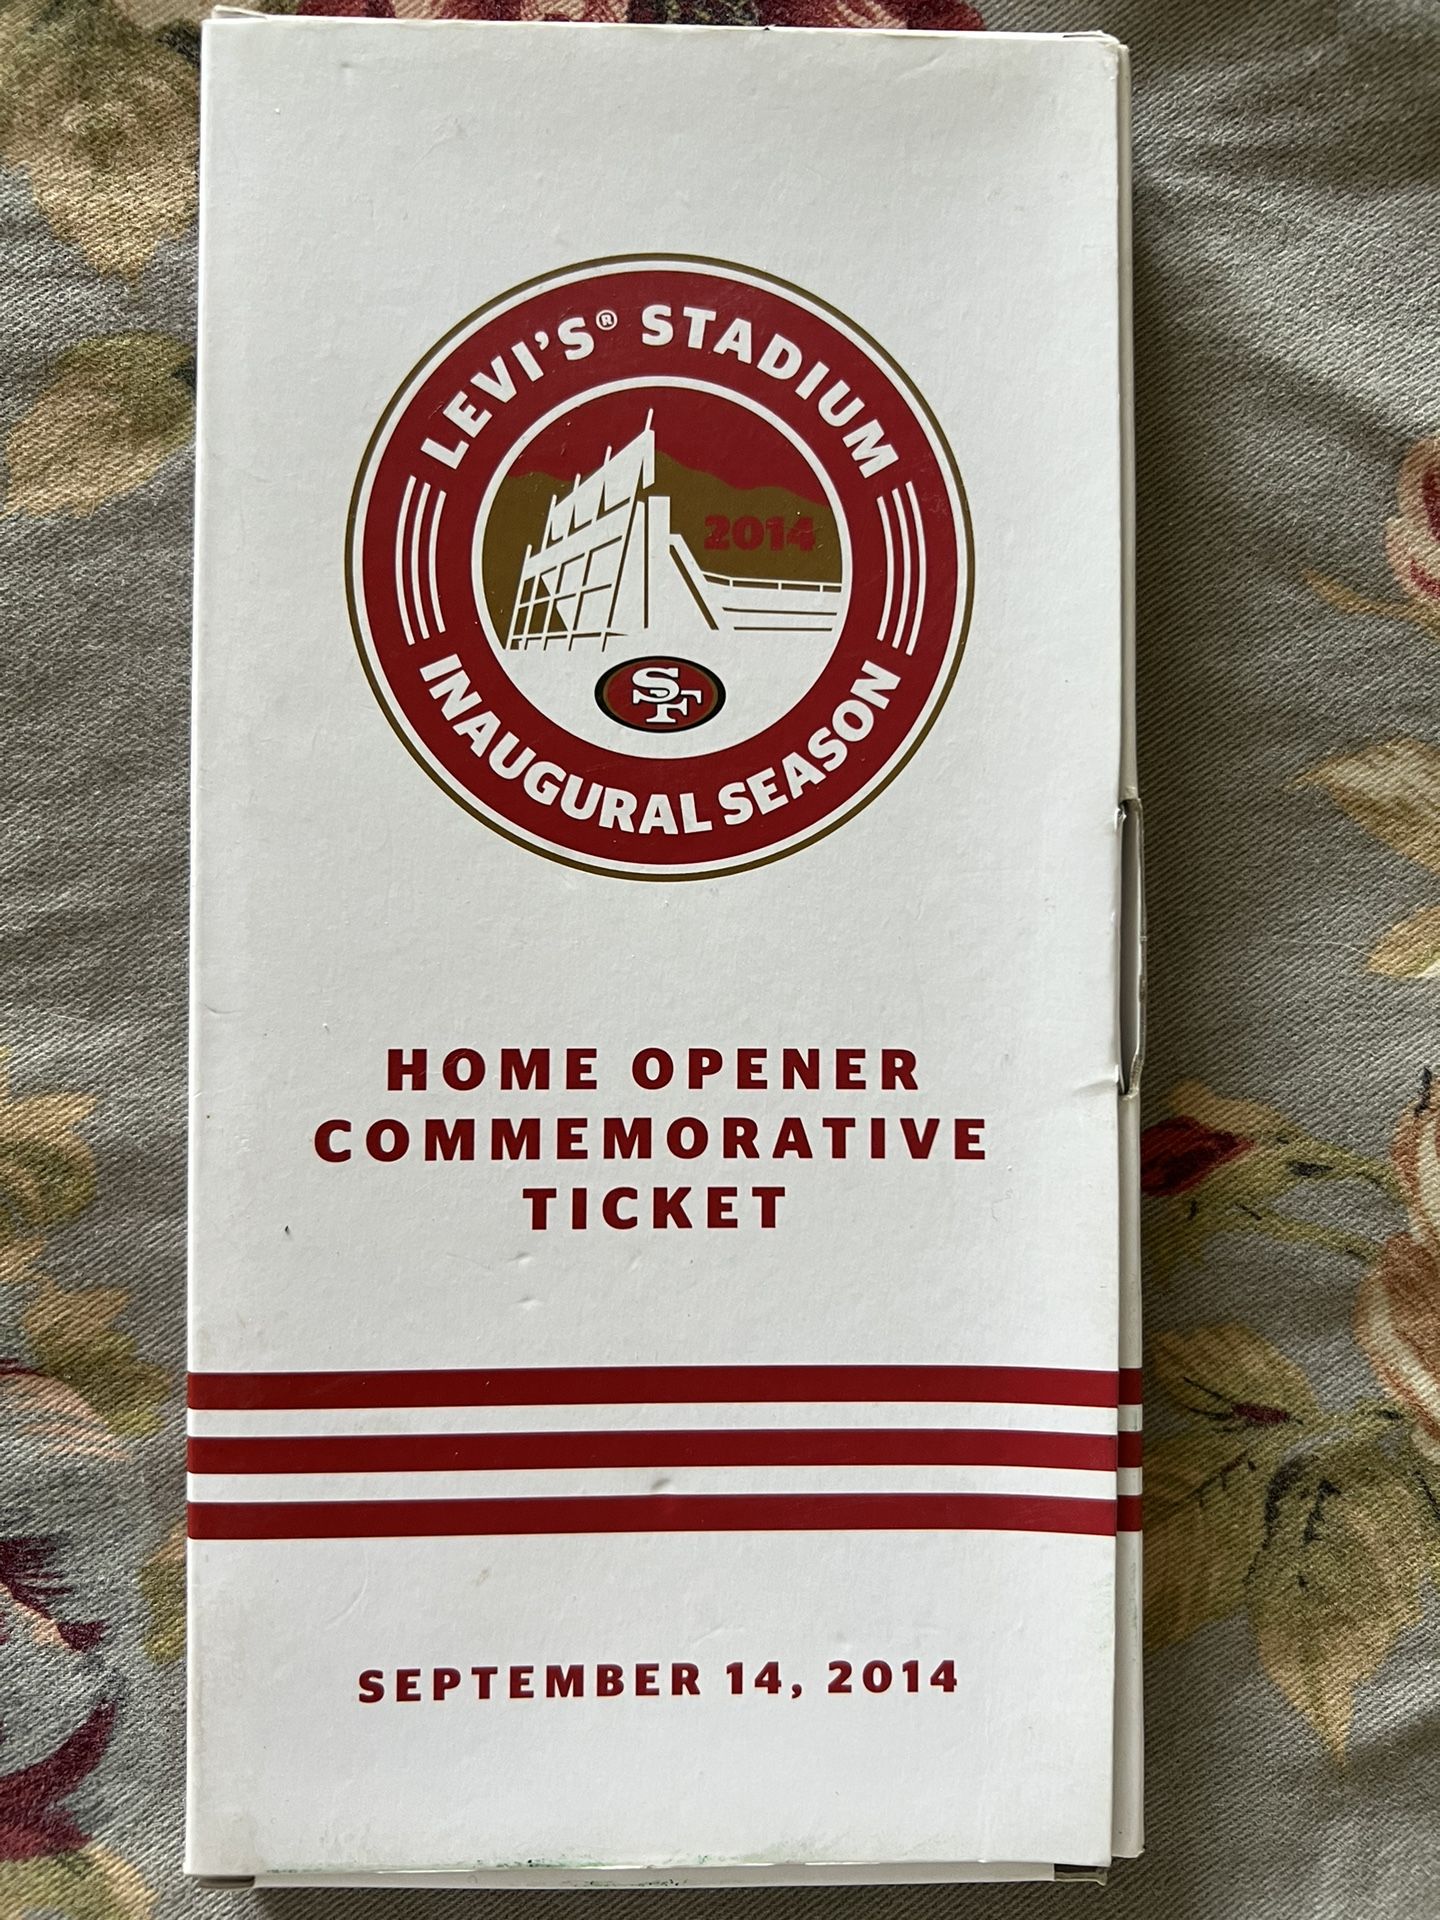 LEVI'S® STADIUM
2014
SF
INAUGURAL SEASON
HOME OPENER
COMMEMORATIVE
TICKET
SEPTEMBER 14, 2014